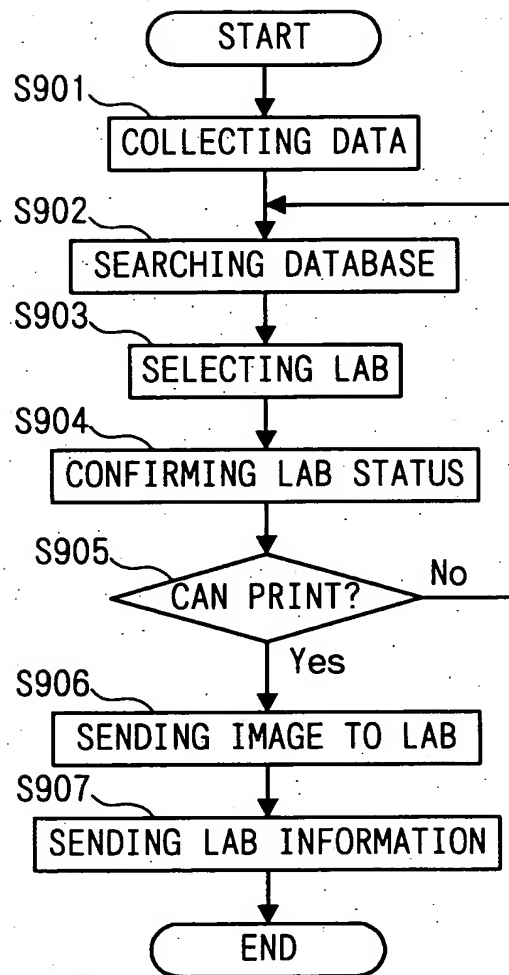 START
S901
COLLECTING DATA
S902
SEARCHING DATABASE
S903
SELECTING LAB
S904
CONFIRMING LAB STATUS
S905
CAN PRINT?
No
Yes
S906
SENDING IMAGE TO LAB
S907
SENDING LAB INFORMATION
END